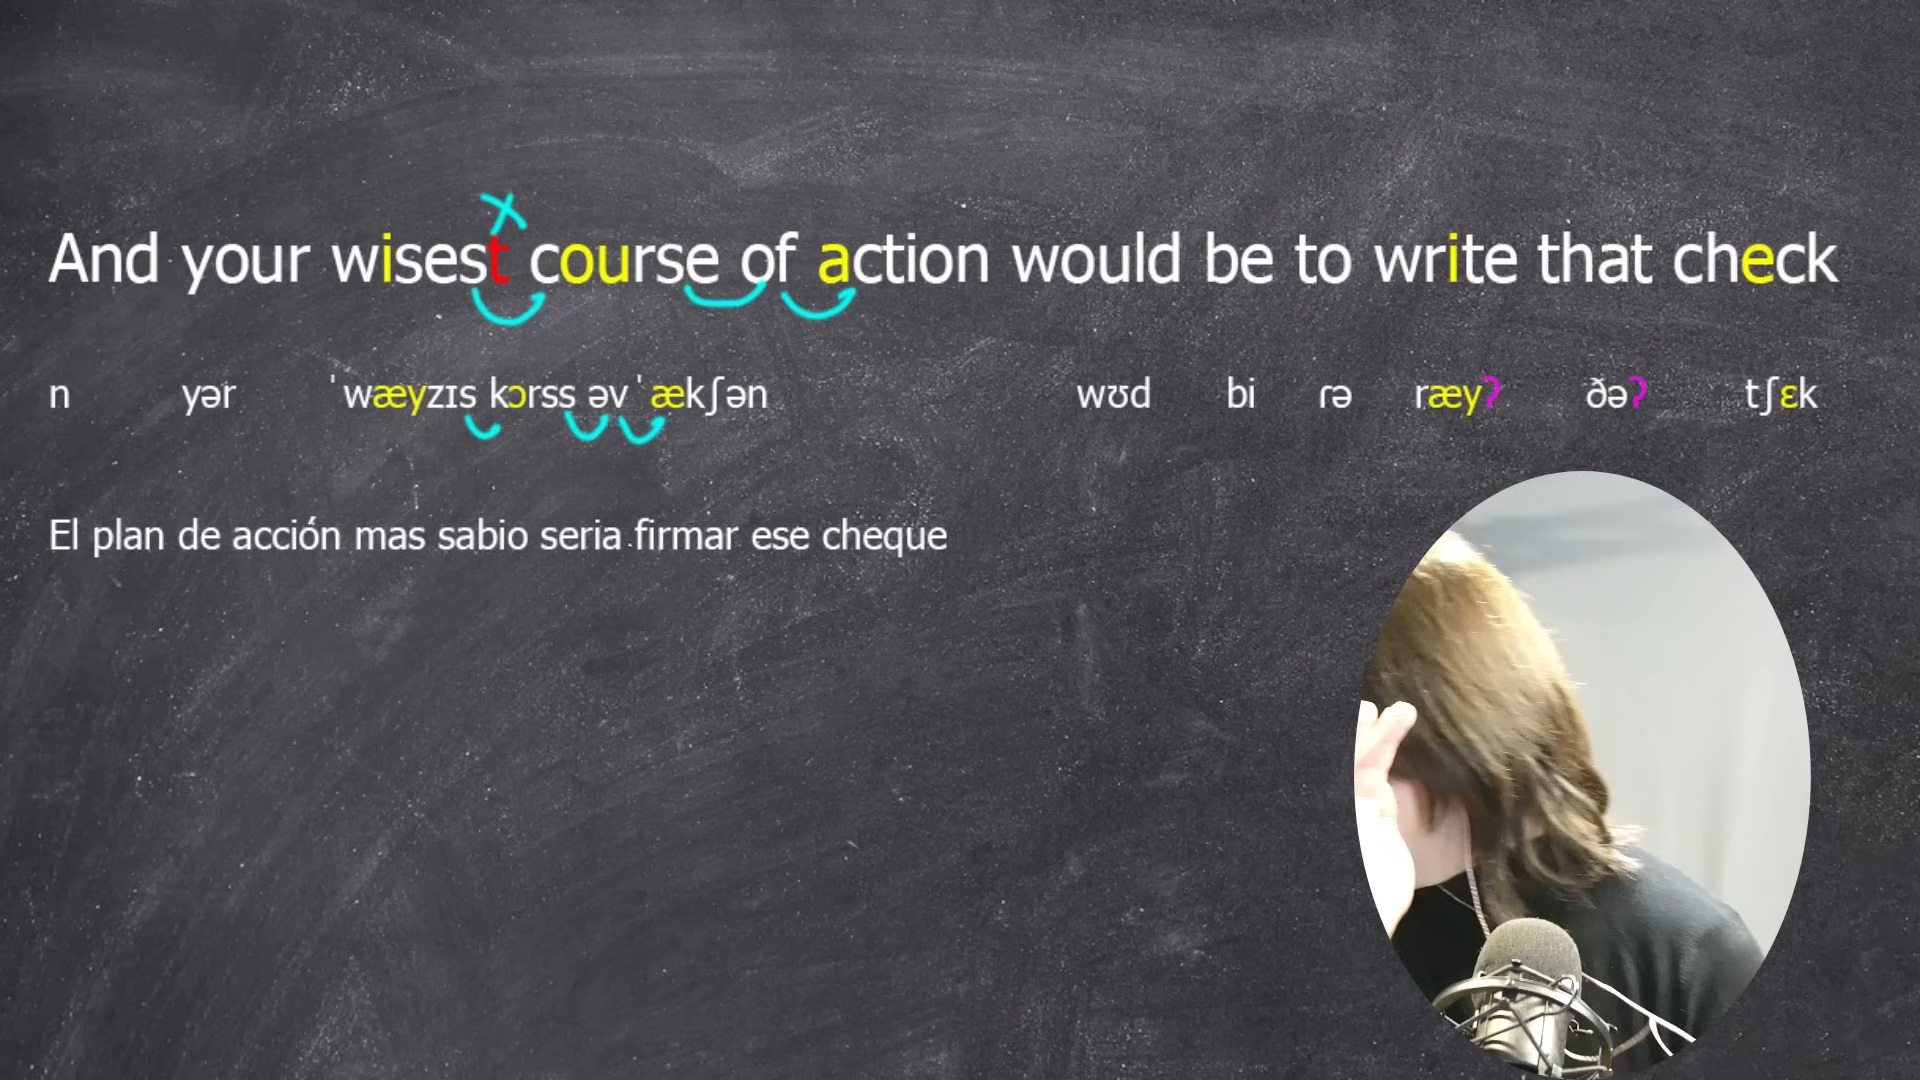 And your wisest course of action would be to write that check
n yər ˈwæyzɪs kɔrss əv ˈækʃən wʊd bi ɾə ræyʔ ðəʔ tʃɛk
El plan de acción mas sabio seria firmar ese cheque